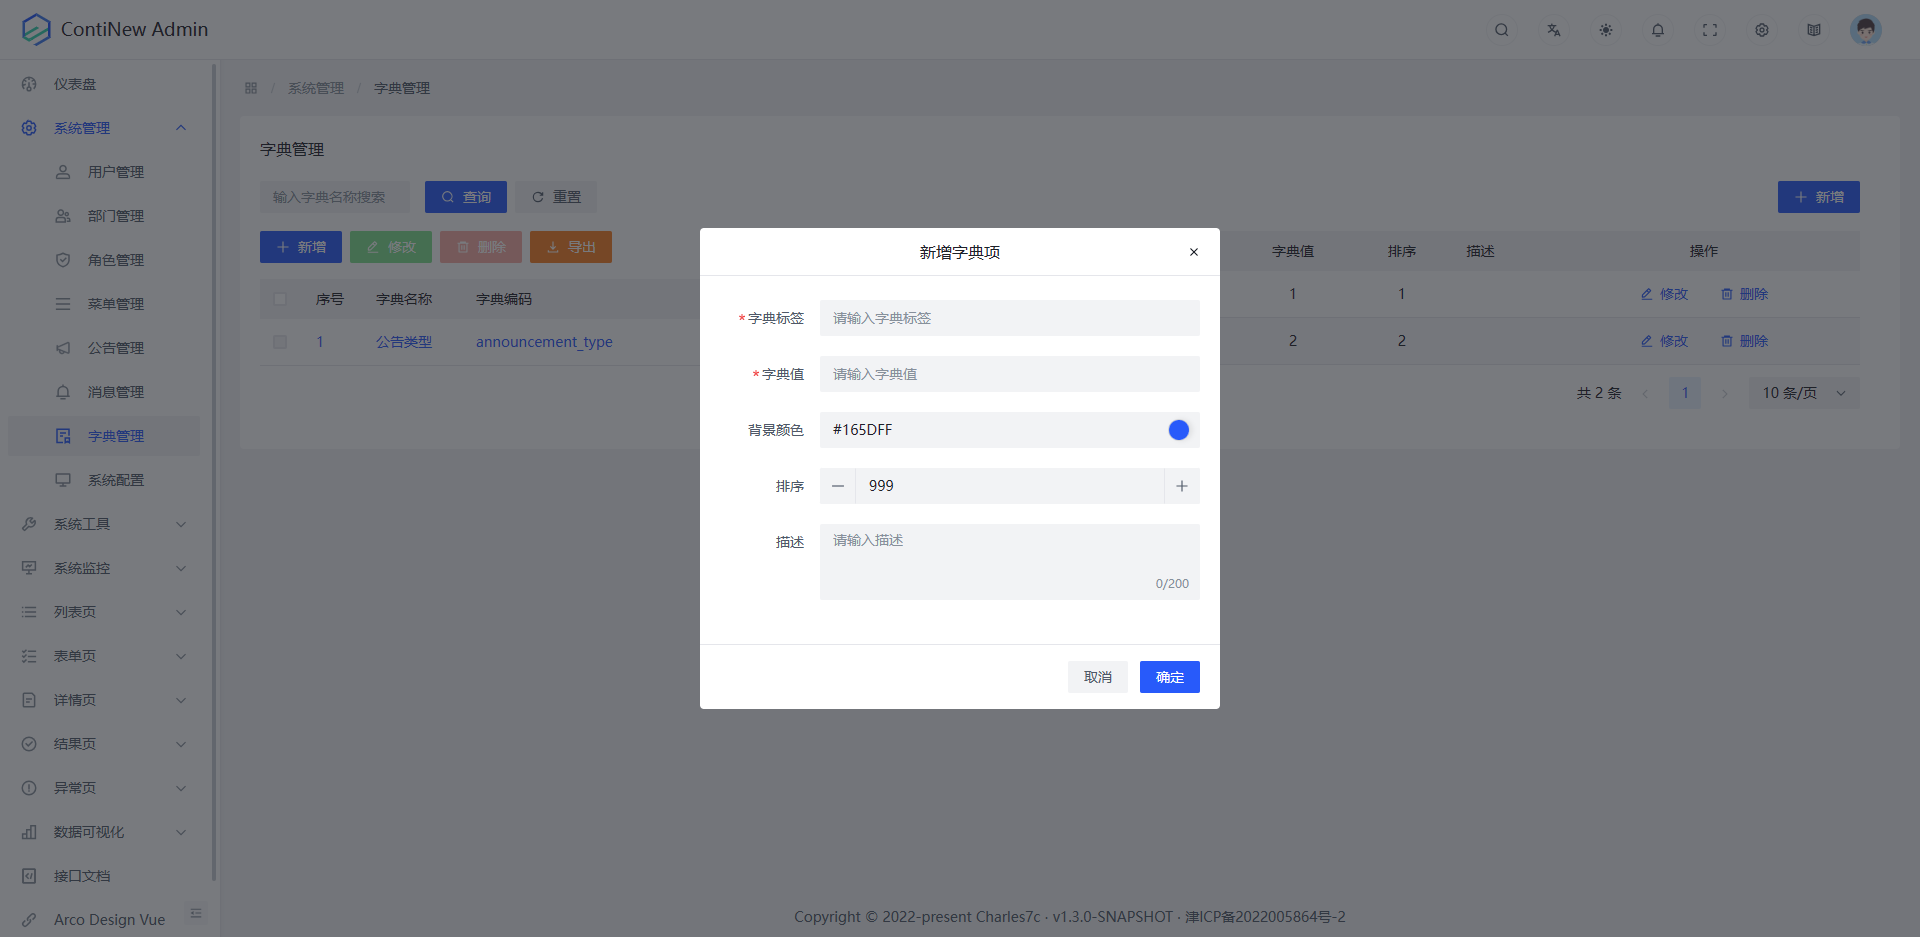 ContiNew Admin
仪表盘
系统管理
用户管理
部门管理
角色管理
菜单管理
公告管理
消息管理
字典管理
系统配置
系统工具
系统监控
列表页
表单页
详情页
结果页
异常页
数据可视化
接口文档
Arco Design Vue
/ 系统管理 / 字典管理
字典管理
输入字典名称搜索 查询 重置 新增
新增 修改 删除 导出
序号 字典名称 字典编码
1 公告类型 announcement_type
字典值 排序 描述 操作
1 1 修改 删除
2 2 修改 删除
共 2 条 1 10 条/页
新增字典项
*字典标签 请输入字典标签
*字典值 请输入字典值
背景颜色 #165DFF
排序 999
描述 请输入描述
0/200
取消 确定
Copyright © 2022-present Charles7c · v1.3.0-SNAPSHOT · 津ICP备2022005864号-2